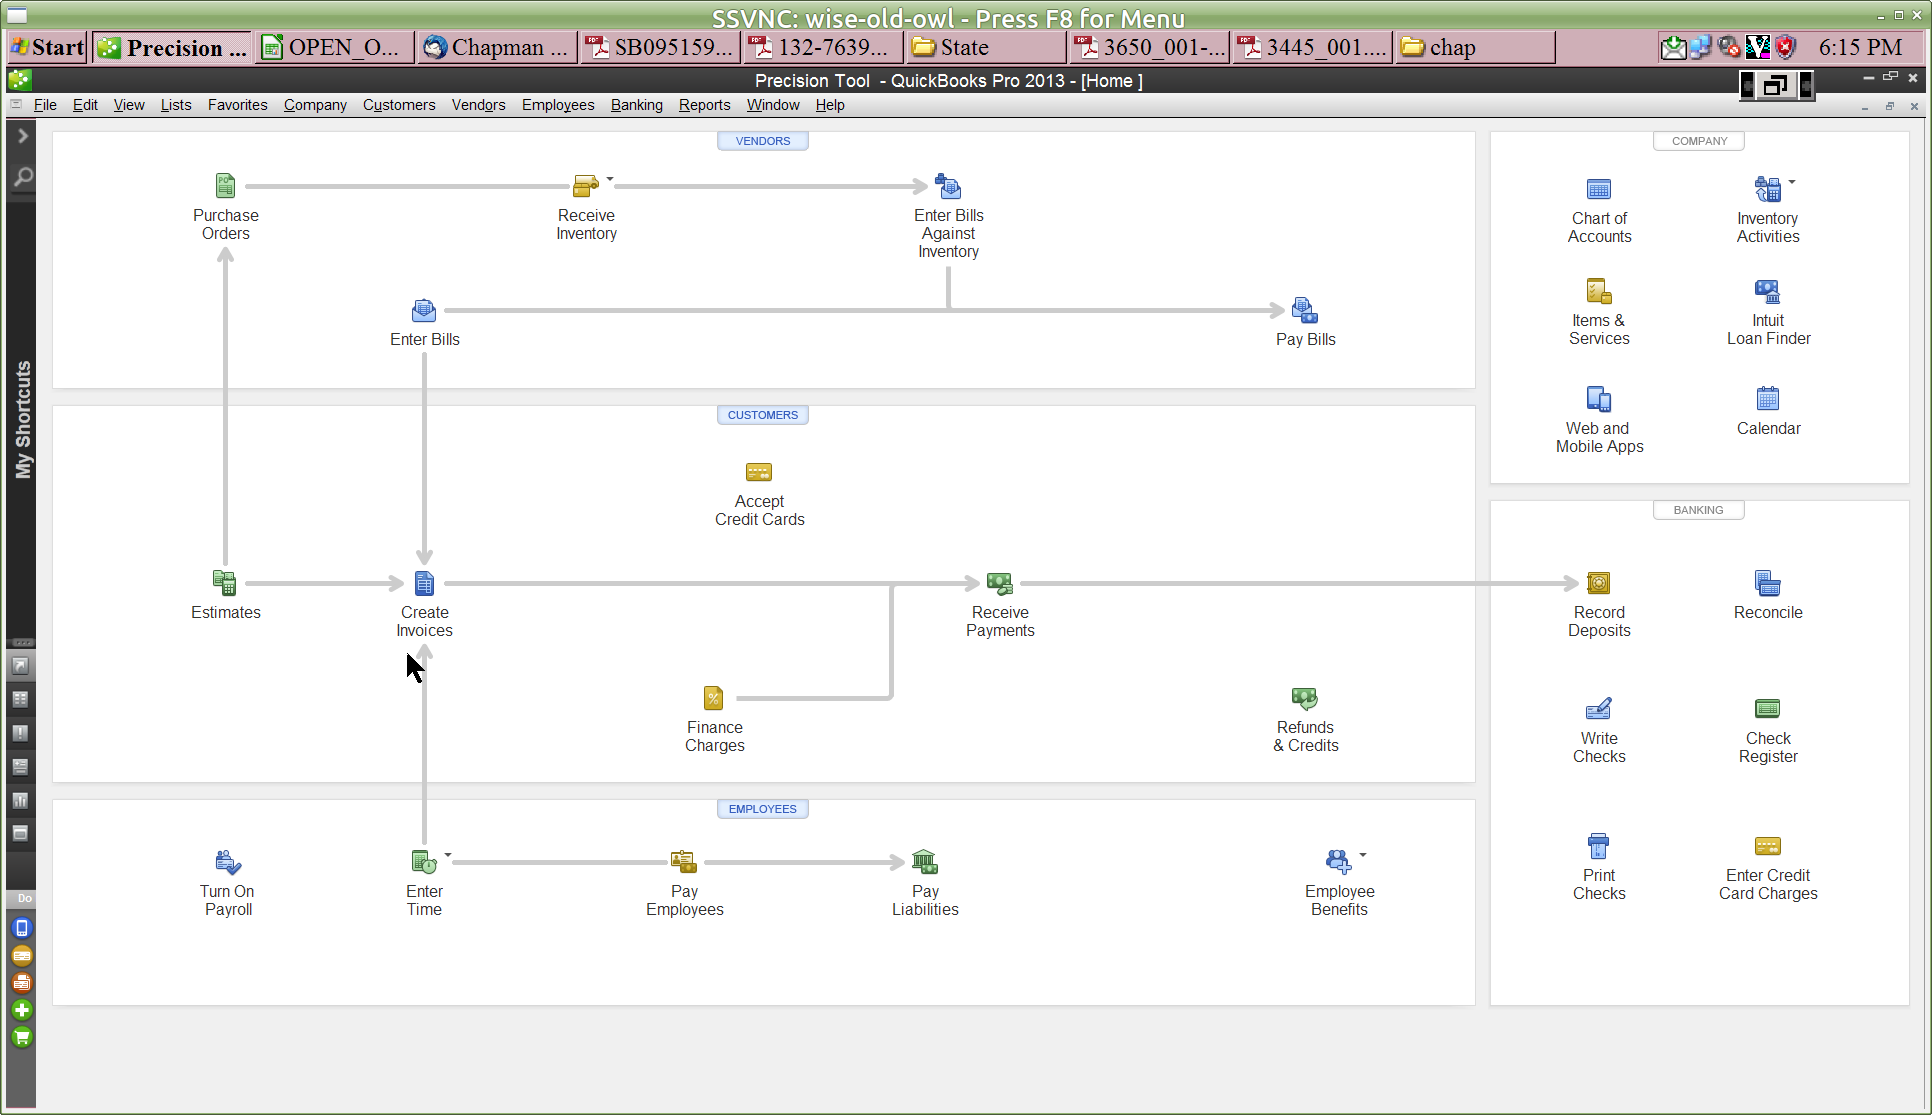 SSVNC: wise-old-owl - Press F8 for Menu
Start Precision ... OPEN_O... Chapman ... SB095159... 132-7639... State 3650_001-... 3445_001.... chap 6:15 PM
Precision Tool - QuickBooks Pro 2013 - [Home ]
File Edit View Lists Favorites Company Customers Vendors Employees Banking Reports Window Help
My Shortcuts
Do
VENDORS
Purchase
Orders
Receive
Inventory
Enter Bills
Against
Inventory
Enter Bills
Pay Bills
CUSTOMERS
Accept
Credit Cards
Estimates
Create
Invoices
Receive
Payments
Finance
Charges
Refunds
& Credits
EMPLOYEES
Turn On
Payroll
Enter
Time
Pay
Employees
Pay
Liabilities
Employee
Benefits
COMPANY
Chart of
Accounts
Inventory
Activities
Items &
Services
Intuit
Loan Finder
Web and
Mobile Apps
Calendar
BANKING
Record
Deposits
Reconcile
Write
Checks
Check
Register
Print
Checks
Enter Credit
Card Charges